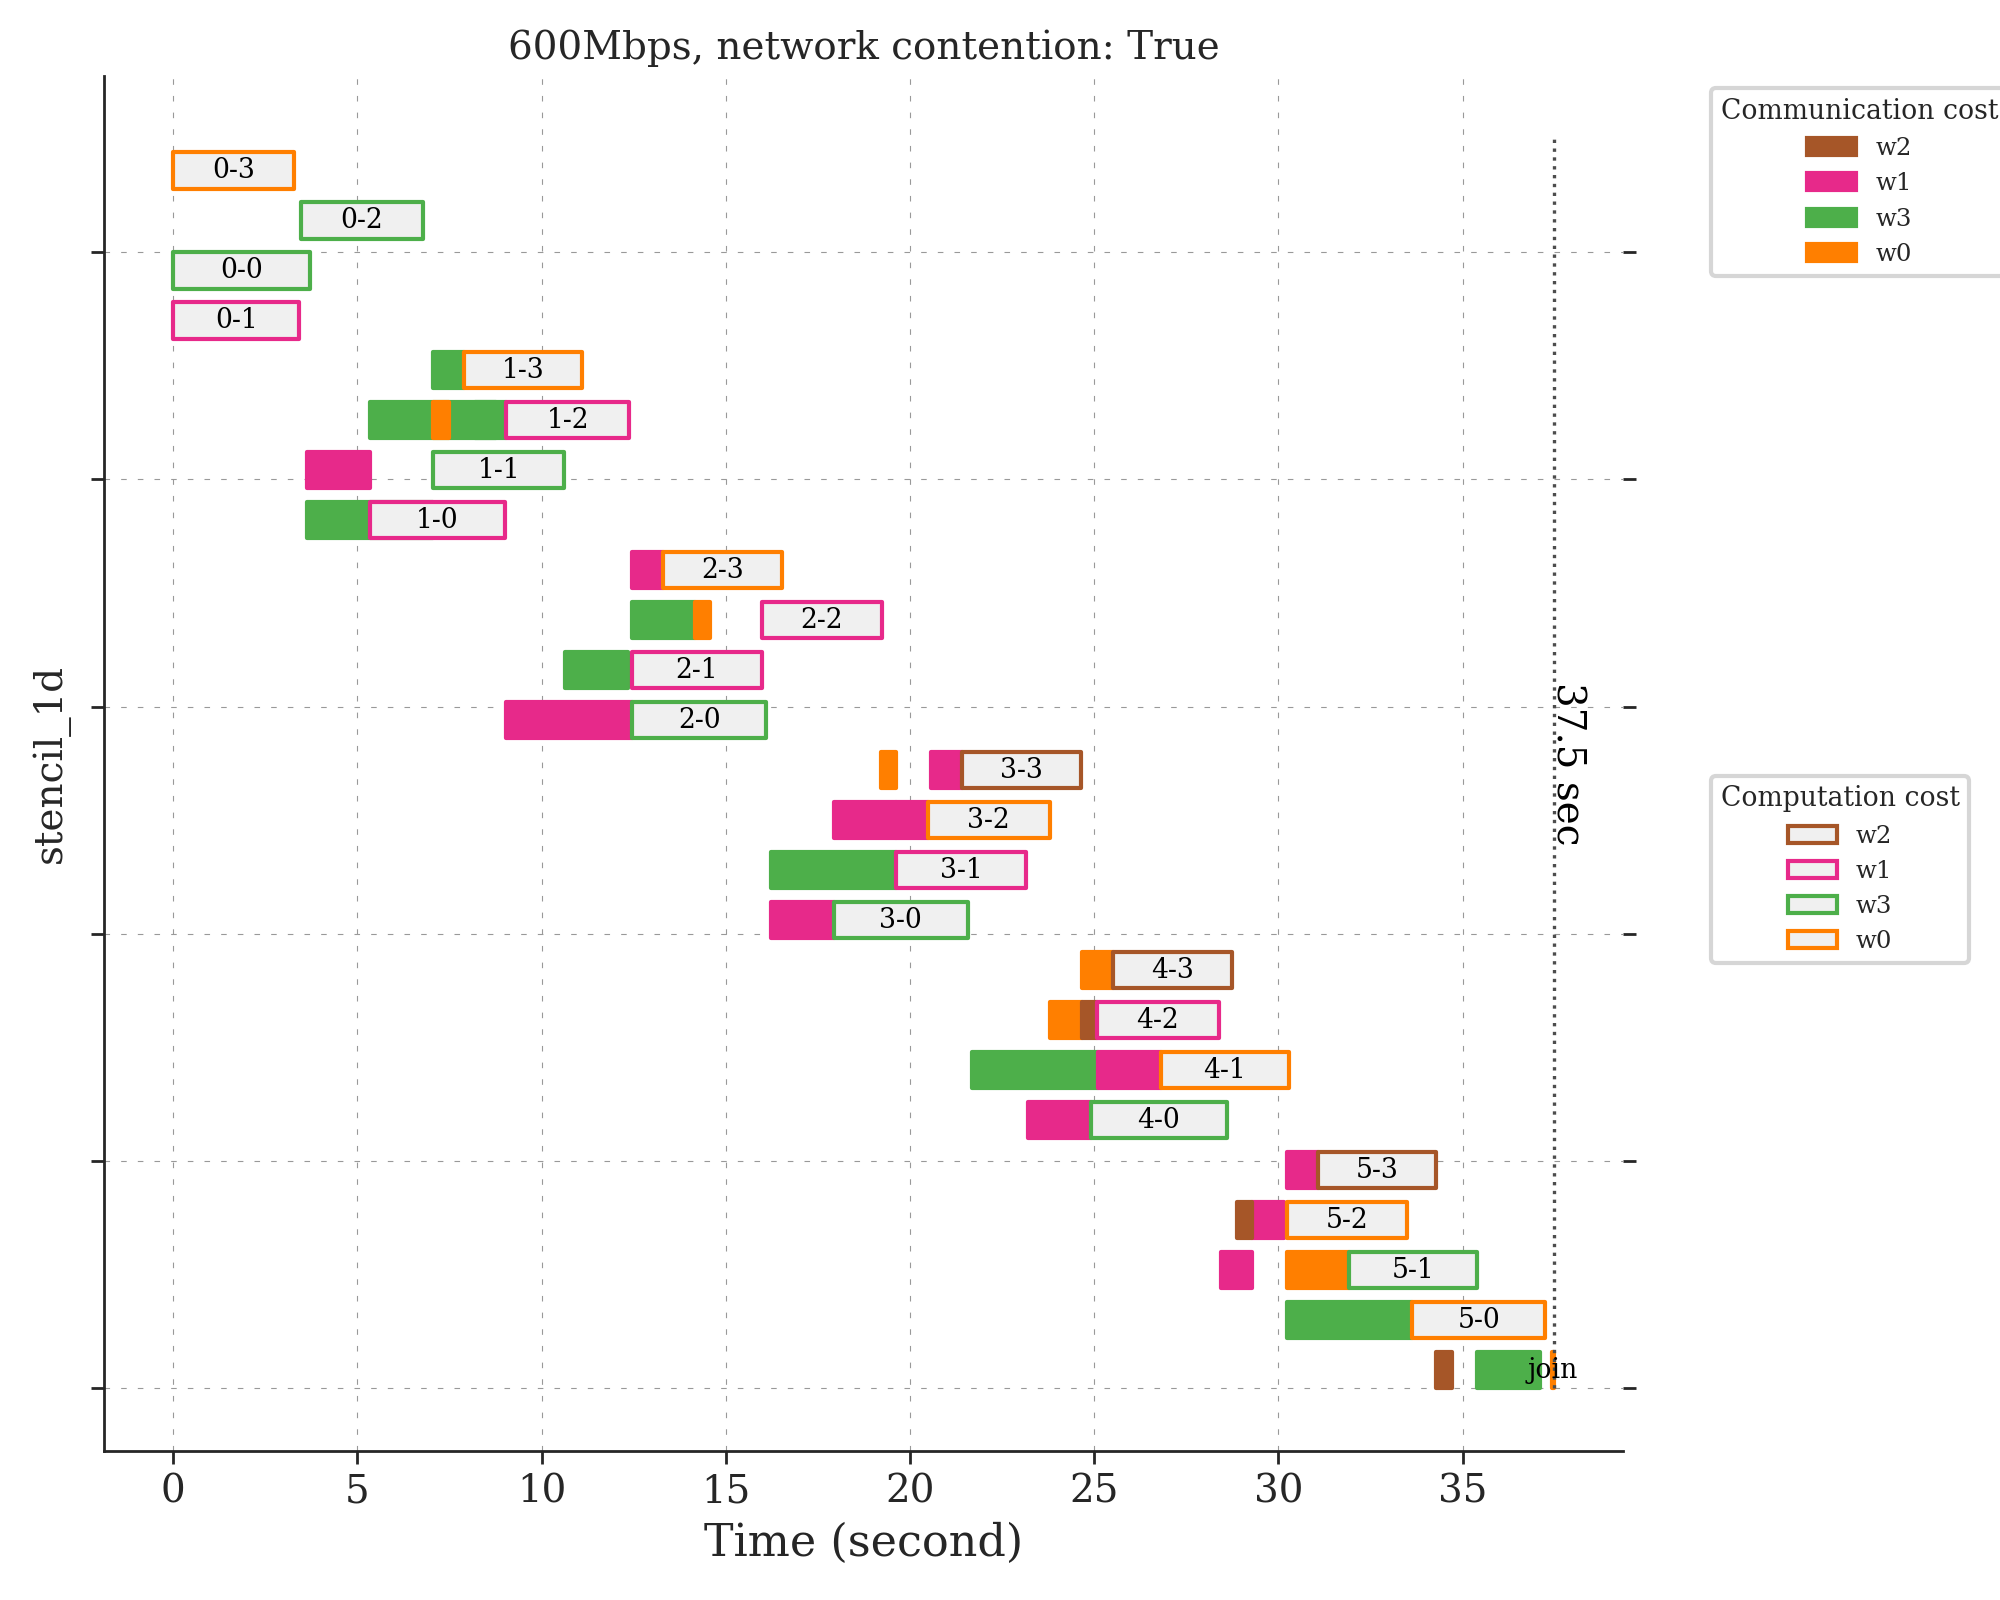 600Mbps, network contention: True
Communication cost
w2
w1
w3
w0
0-3
0-2
0-0
0-1
1-3
1-2
1-1
1-0
2-3
2-2
2-1
2-0
3-3
3-2
3-1
3-0
4-3
4-2
4-1
4-0
5-3
5-2
5-1
5-0
join
37.5 sec
Computation cost
w2
w1
w3
w0
stencil_1d
0 5 10 15 20 25 30 35
Time (second)